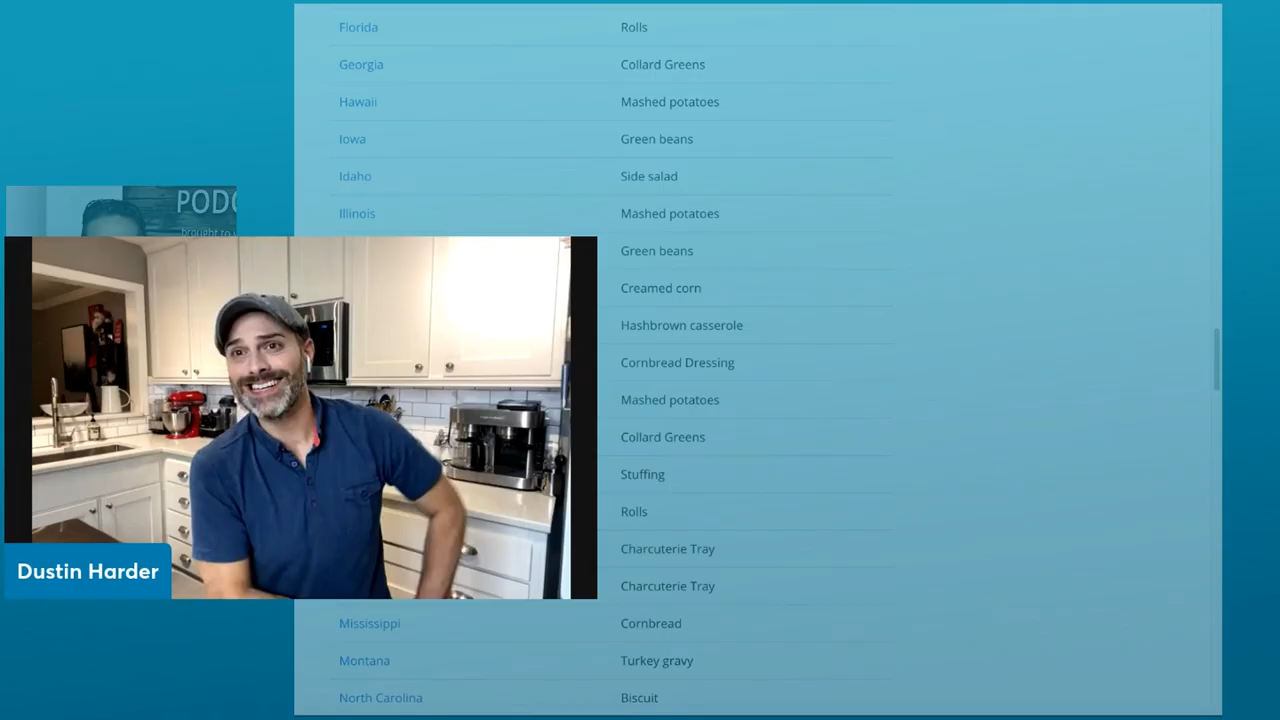 Florida Rolls
Georgia Collard Greens
Hawaii Mashed potatoes
Iowa Green beans
Idaho Side salad
Illinois Mashed potatoes
Green beans
Creamed corn
Hashbrown casserole
Cornbread Dressing
Mashed potatoes
Collard Greens
Stuffing
Rolls
Charcuterie Tray
Charcuterie Tray
Mississippi Cornbread
Montana Turkey gravy
North Carolina Biscuit
brought to
Dustin Harder